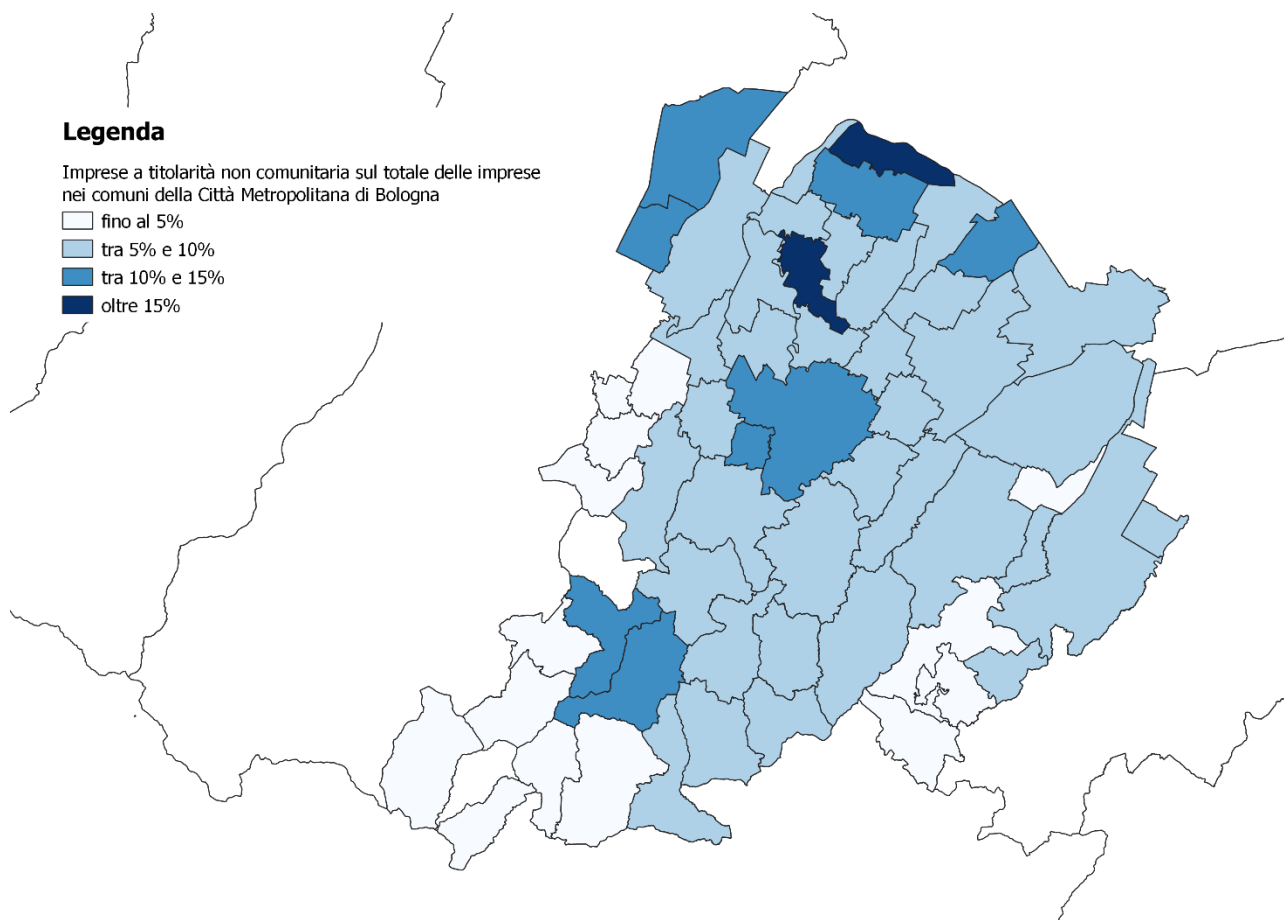 Legenda
Imprese a titolarità non comunitaria sul totale delle imprese
nei comuni della Città Metropolitana di Bologna
fino al 5%
tra 5% e 10%
tra 10% e 15%
oltre 15%